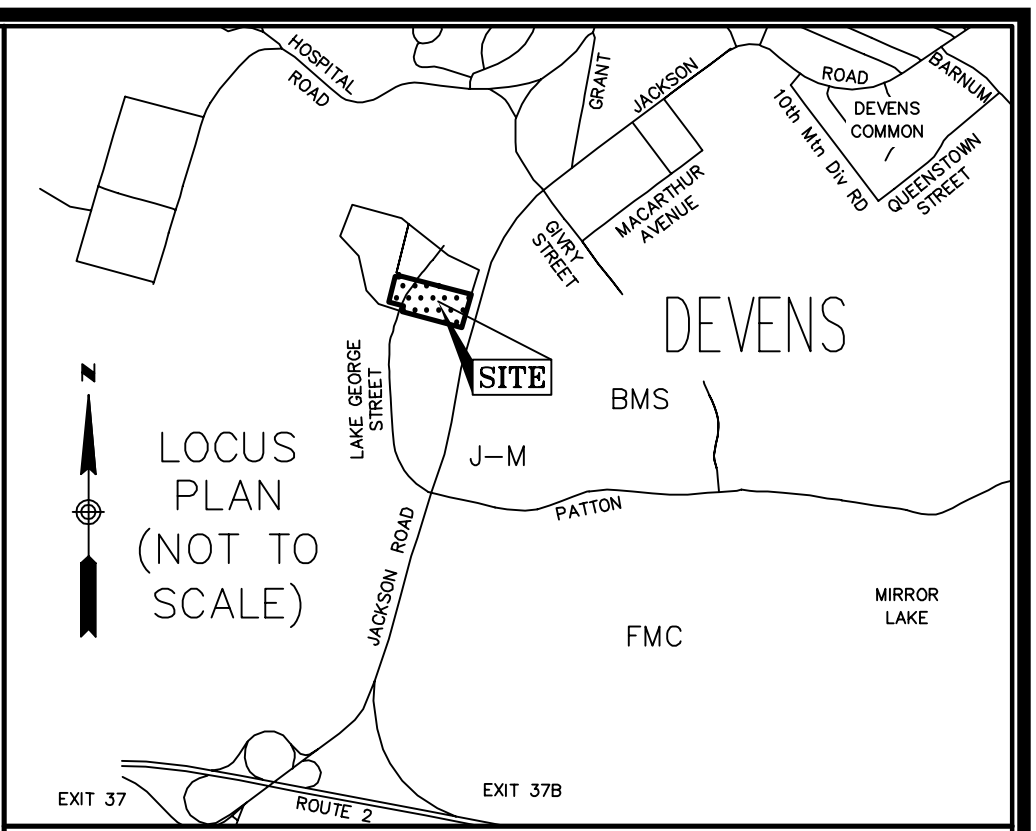 HOSPITAL
ROAD
GRANT
JACKSON
ROAD
BARNUM
DEVENS
COMMON
10th Mtn Div RD
QUEENSTOWN
STREET
MACARTHUR
AVENUE
GIVRY
STREET
DEVENS
LAKE GEORGE
STREET
SITE
BMS
N
J-M
LOCUS
PLAN
(NOT TO
SCALE)
PATTON
JACKSON ROAD
MIRROR
LAKE
FMC
EXIT 37
ROUTE 2
EXIT 37B